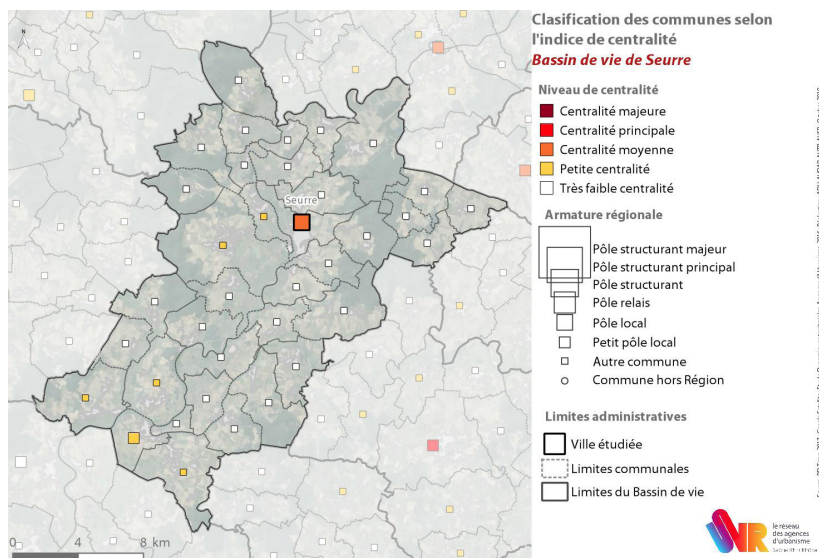 Clasification des communes selon
l'indice de centralité
Bassin de vie de Seurre
N
Niveau de centralité
Centralité majeure
Centralité principale
Centralité moyenne
Petite centralité
Très faible centralité
Seurre
Armature régionale
Pôle structurant majeur
Pôle structurant principal
Pôle structurant
Pôle relais
Pôle local
Petit pôle local
Autre commune
Commune hors Région
Limites administratives
Ville étudiée
Limites communales
Limites du Bassin de vie
0 4 8 km
le réseau
des agences
d'urbanisme